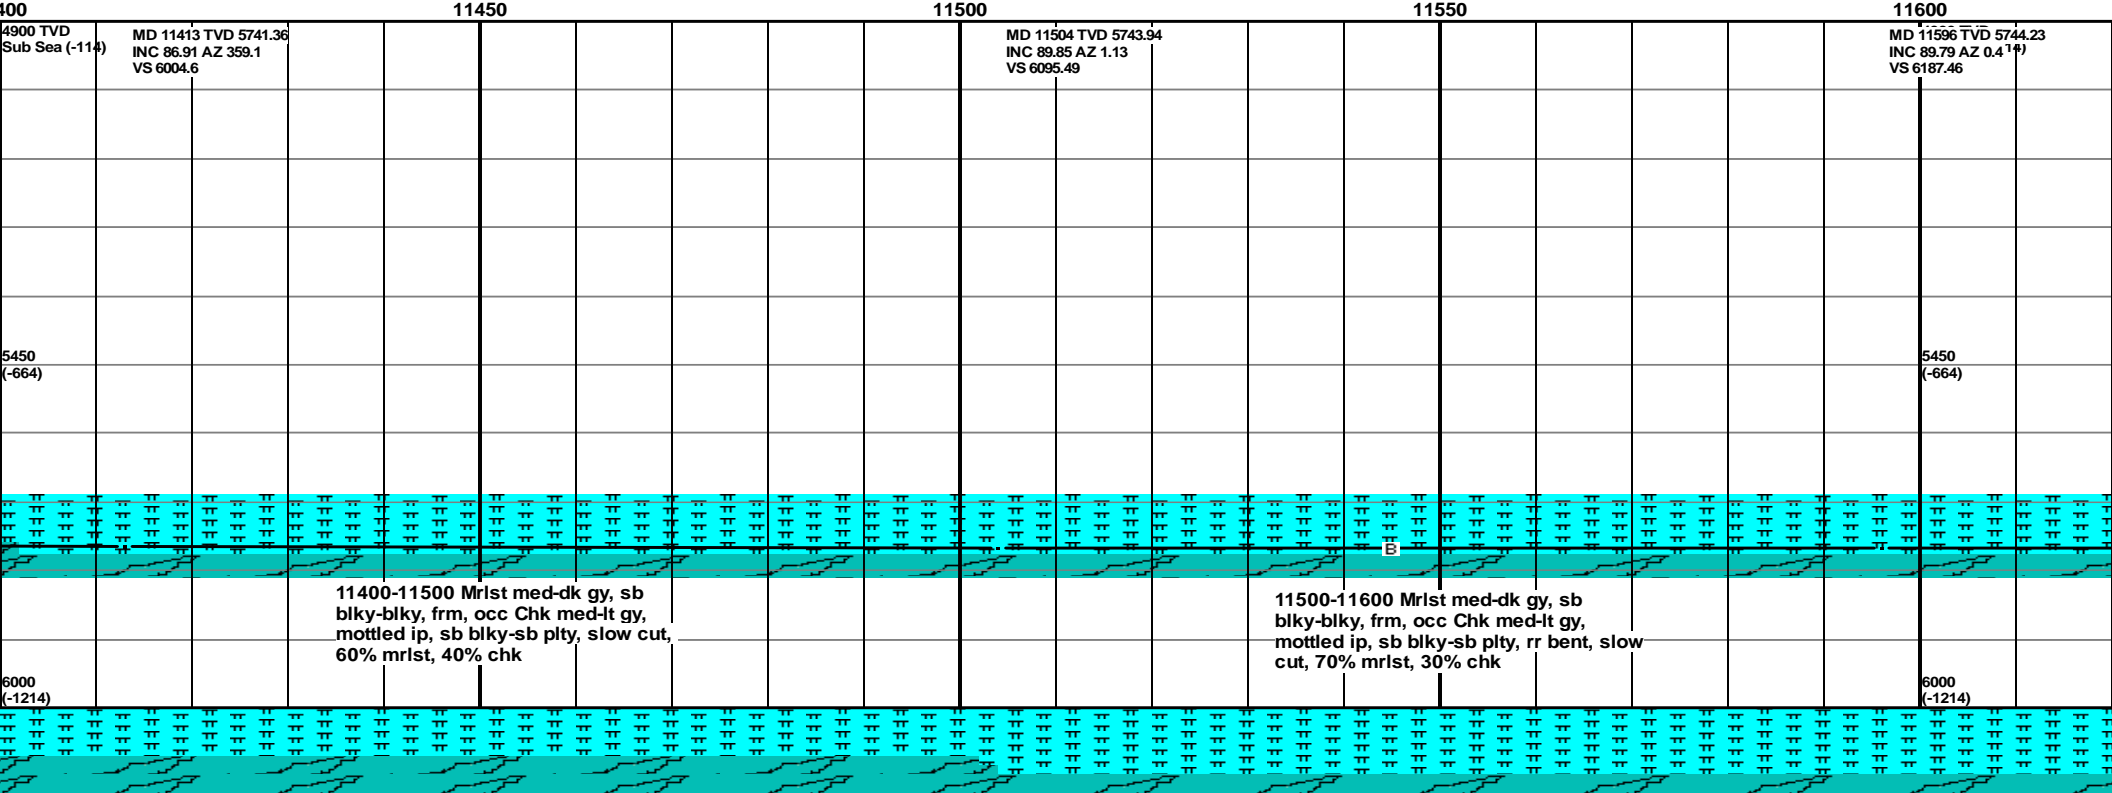 400 11450 11500 11550 11600
4900 TVD
Sub Sea (-114)
MD 11413 TVD 5741.36
INC 86.91 AZ 359.1
VS 6004.6
MD 11504 TVD 5743.94
INC 89.85 AZ 1.13
VS 6095.49
MD 11596 TVD 5744.23
INC 89.79 AZ 0.4
VS 6187.46
5450
(-664)
5450
(-664)
B
11400-11500 Mrlst med-dk gy, sb
blky-blky, frm, occ Chk med-lt gy,
mottled ip, sb blky-sb plty, slow cut,
60% mrlst, 40% chk
11500-11600 Mrlst med-dk gy, sb
blky-blky, frm, occ Chk med-lt gy,
mottled ip, sb blky-sb plty, rr bent, slow
cut, 70% mrlst, 30% chk
6000
(-1214)
6000
(-1214)